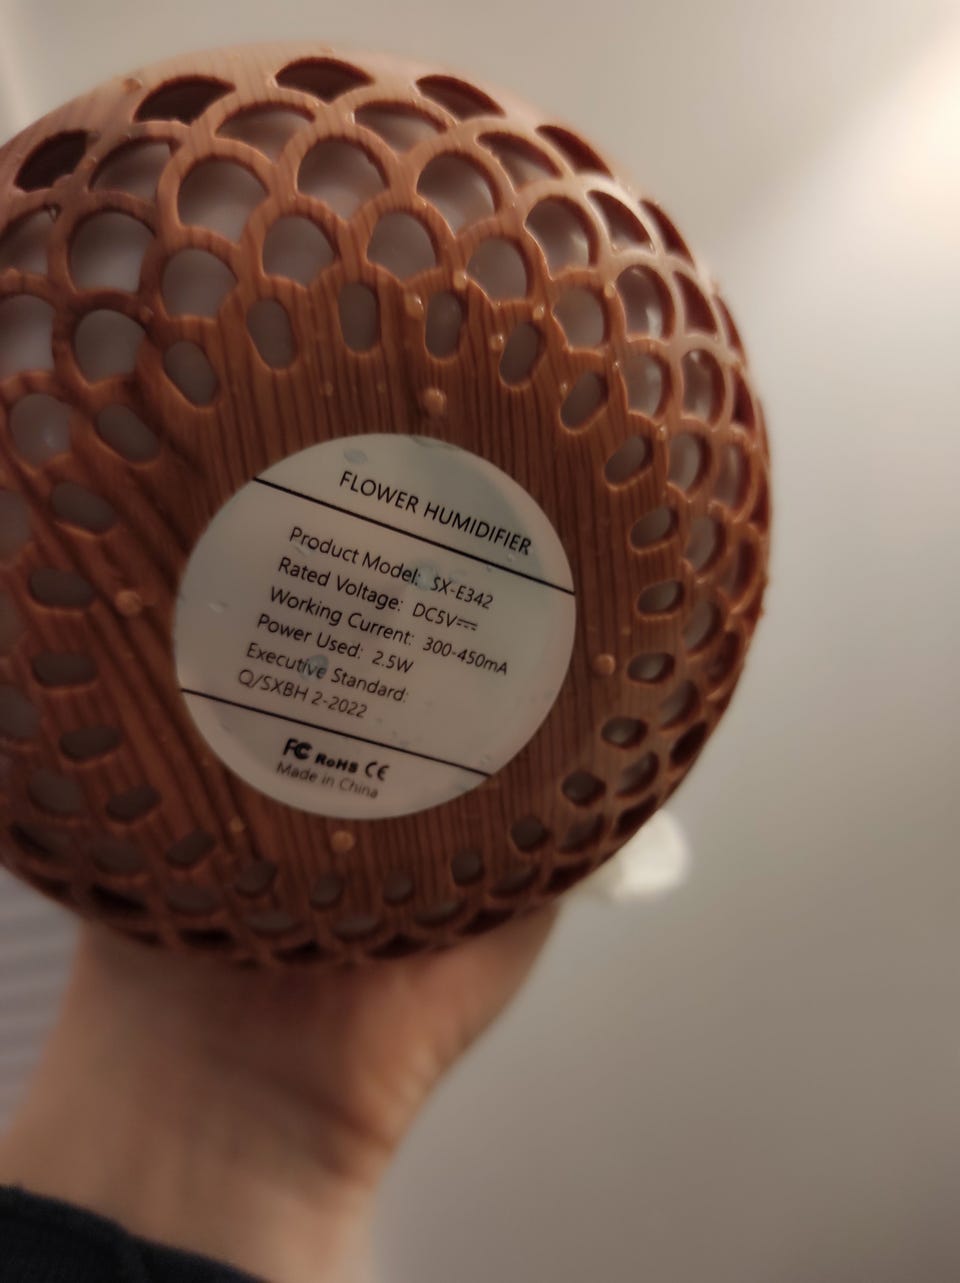 FLOWER HUMIDIFIER
Product Model: SX-E342
Rated Voltage: DC5V⎓
Working Current: 300-450mA
Power Used: 2.5W
Executive Standard:
Q/SXBH 2-2022
FC RoHS CE
Made in China